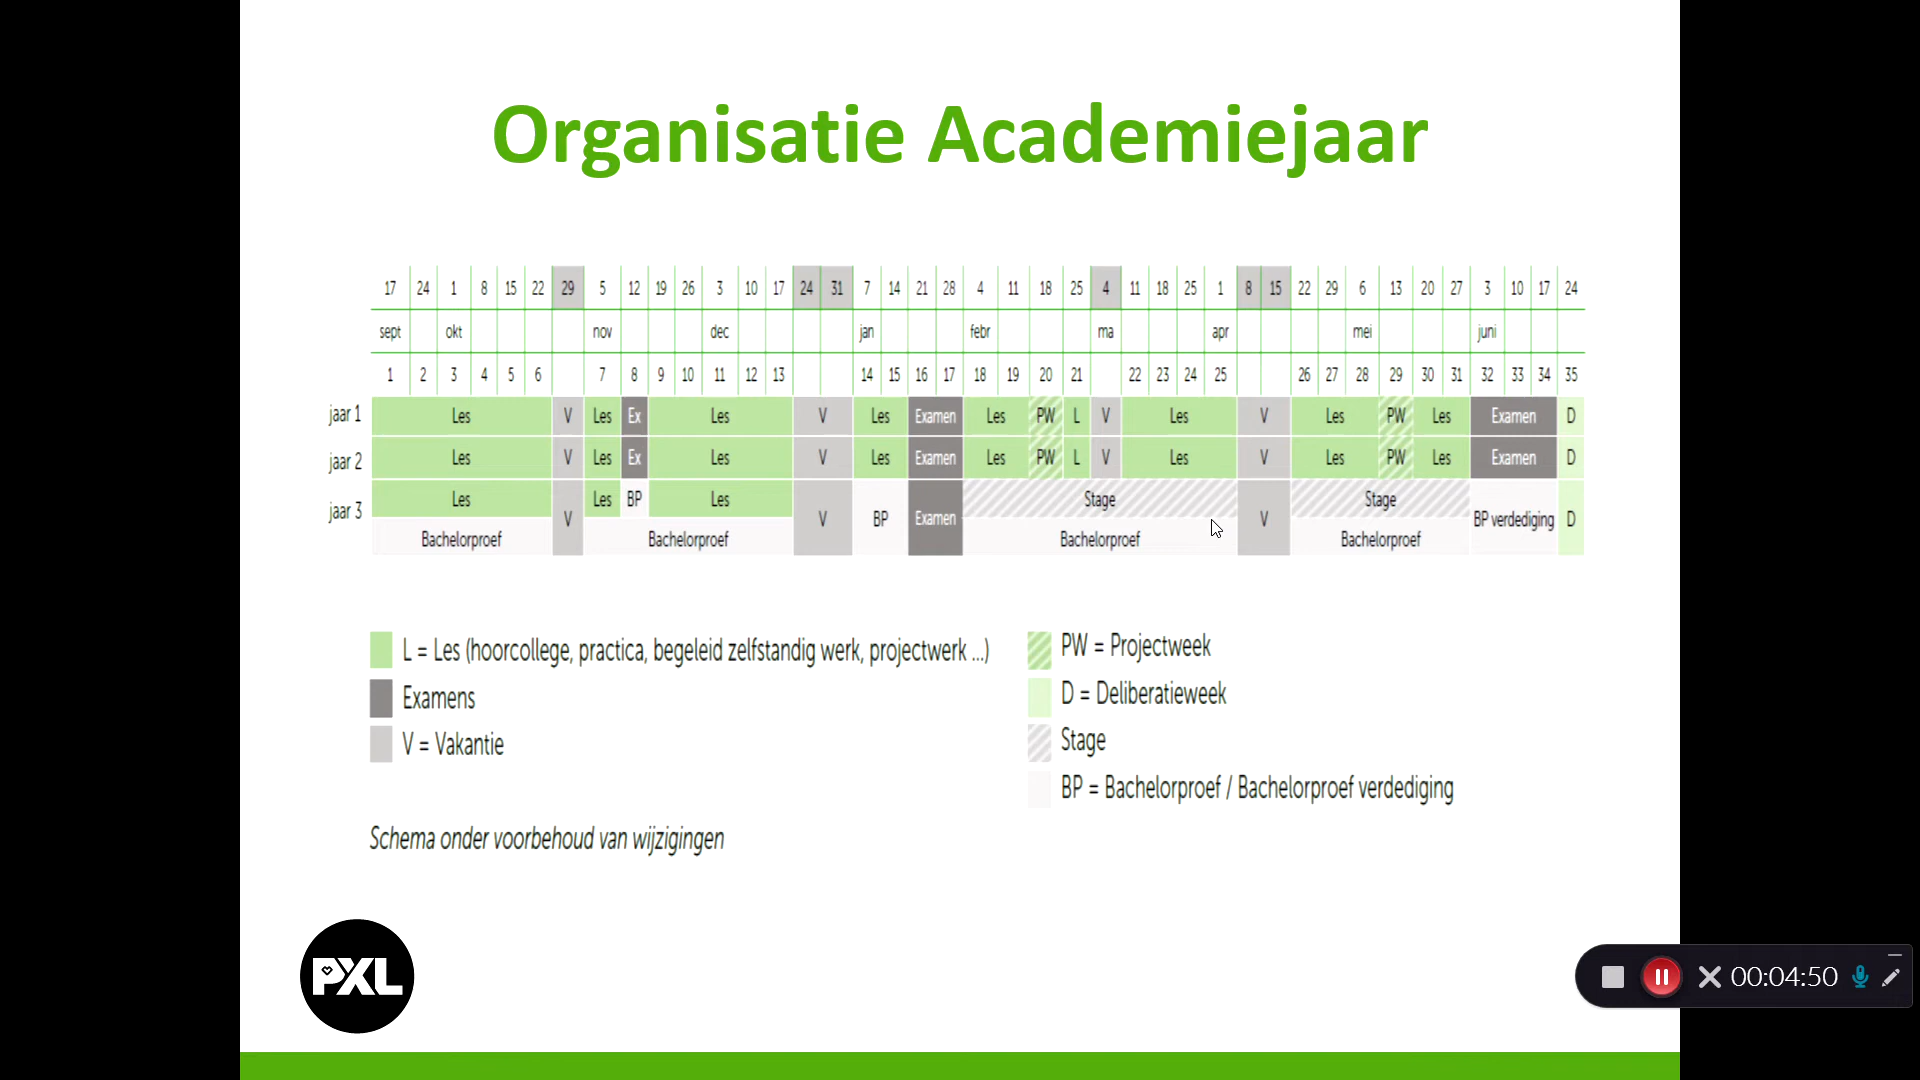 Organisatie Academiejaar
17 24 1 8 15 22 29 5 12 19 26 3 10 17 24 31 7 14 21 28 4 11 18 25 4 11 18 25 1 8 15 22 29 6 13 20 27 3 10 17 24
sept okt nov dec jan febr ma apr mei juni
1 2 3 4 5 6 7 8 9 10 11 12 13 14 15 16 17 18 19 20 21 22 23 24 25 26 27 28 29 30 31 32 33 34 35
jaar 1 Les V Les Ex Les V Les Examen Les PW L V Les V Les PW Les Examen D
jaar 2 Les V Les Ex Les V Les Examen Les PW L V Les V Les PW Les Examen D
jaar 3 Les V Les BP Les V BP Examen Stage V Stage BP verdediging D
Bachelorproef Bachelorproef Bachelorproef Bachelorproef
L = Les (hoorcollege, practica, begeleid zelfstandig werk, projectwerk ...)
Examens
V = Vakantie
PW = Projectweek
D = Deliberatieweek
Stage
BP = Bachelorproef / Bachelorproef verdediging
Schema onder voorbehoud van wijzigingen
PXL
00:04:50